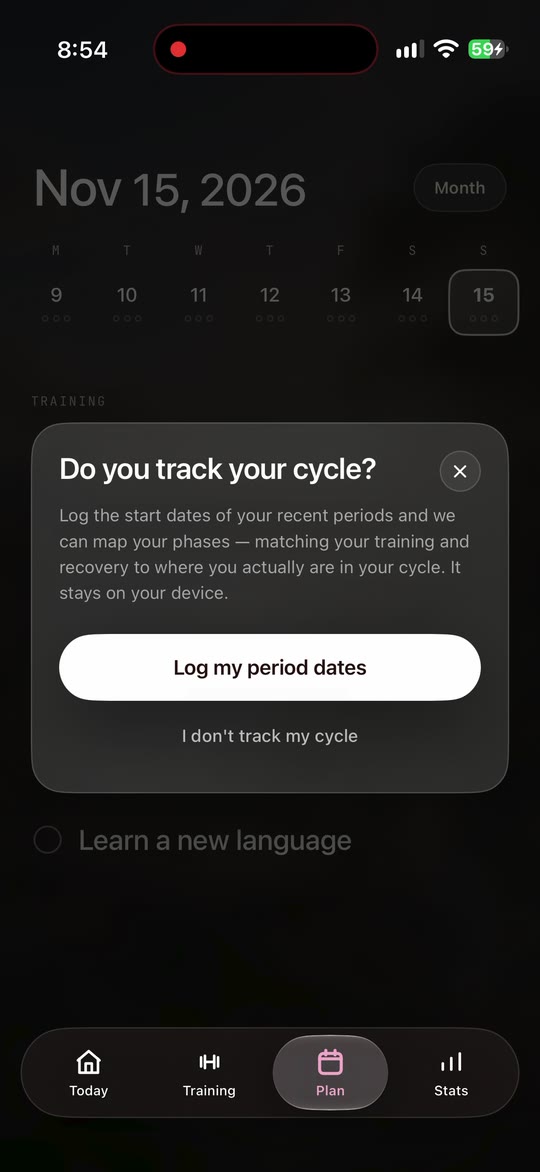 8:54
59
Nov 15, 2026
Month
M T W T F S S
9 10 11 12 13 14 15
TRAINING
Do you track your cycle?
Log the start dates of your recent periods and we
can map your phases — matching your training and
recovery to where you actually are in your cycle. It
stays on your device.
Log my period dates
I don't track my cycle
Learn a new language
Today Training Plan Stats